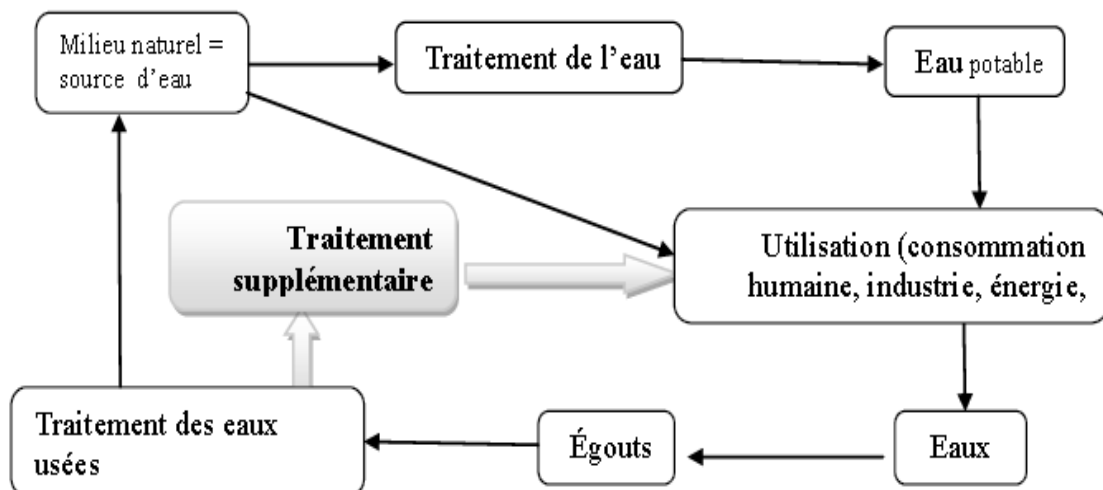 Milieu naturel =
source d'eau
Traitement de l'eau
Eau potable
Traitement
supplémentaire
Utilisation (consommation
humaine, industrie, énergie,
Traitement des eaux
usées
Égouts
Eaux